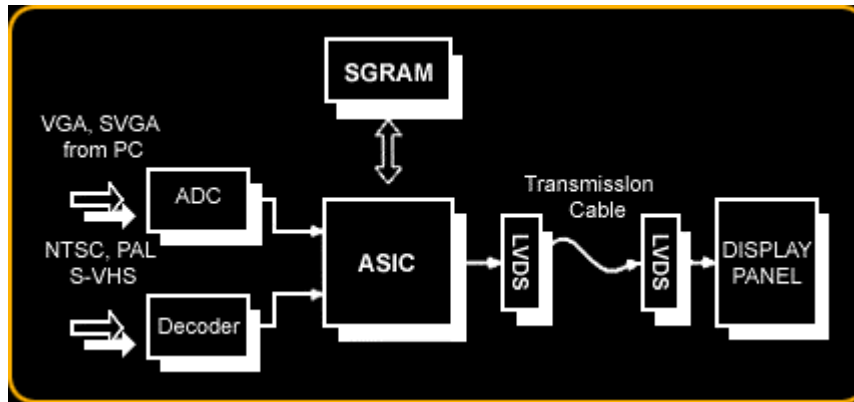 SGRAM
VGA, SVGA
from PC
ADC
NTSC, PAL
S-VHS
Decoder
ASIC
LVDS
Transmission
Cable
LVDS
DISPLAY
PANEL